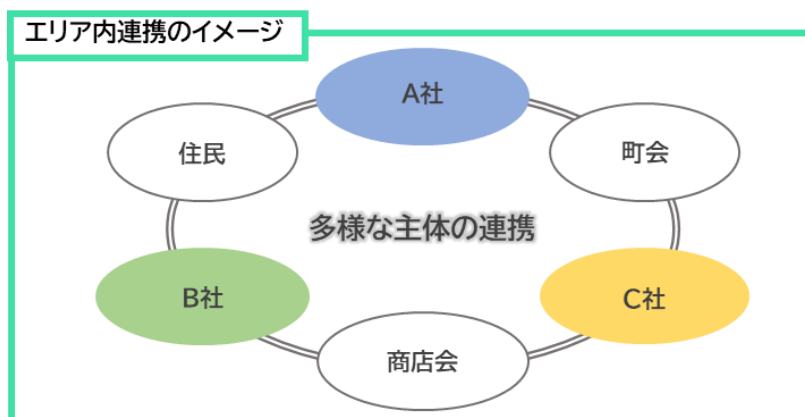 エリア内連携のイメージ
A社
住民
町会
多様な主体の連携
B社
C社
商店会